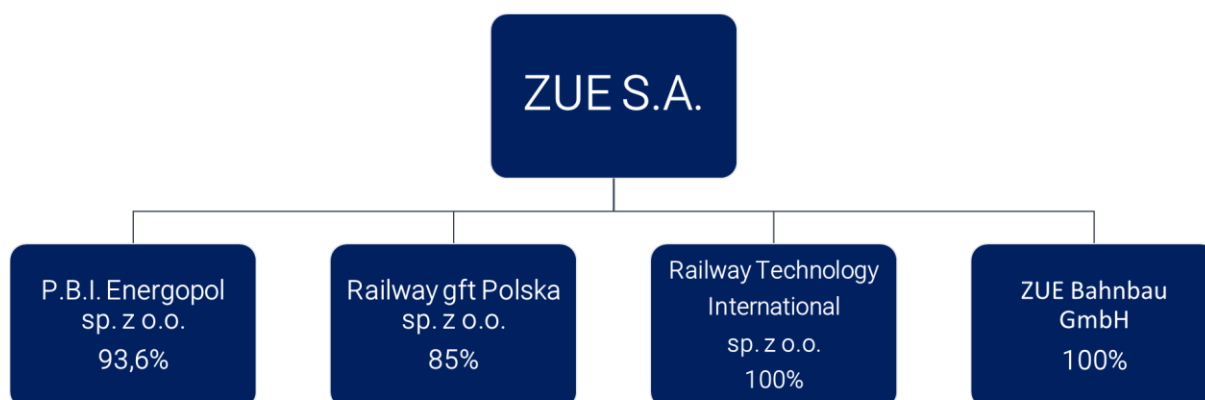 ZUE S.A.
P.B.I. Energopol
sp. z o.o.
93,6%
Railway gft Polska
sp. z o.o.
85%
Railway Technology
International
sp. z o.o.
100%
ZUE Bahnbau
GmbH
100%